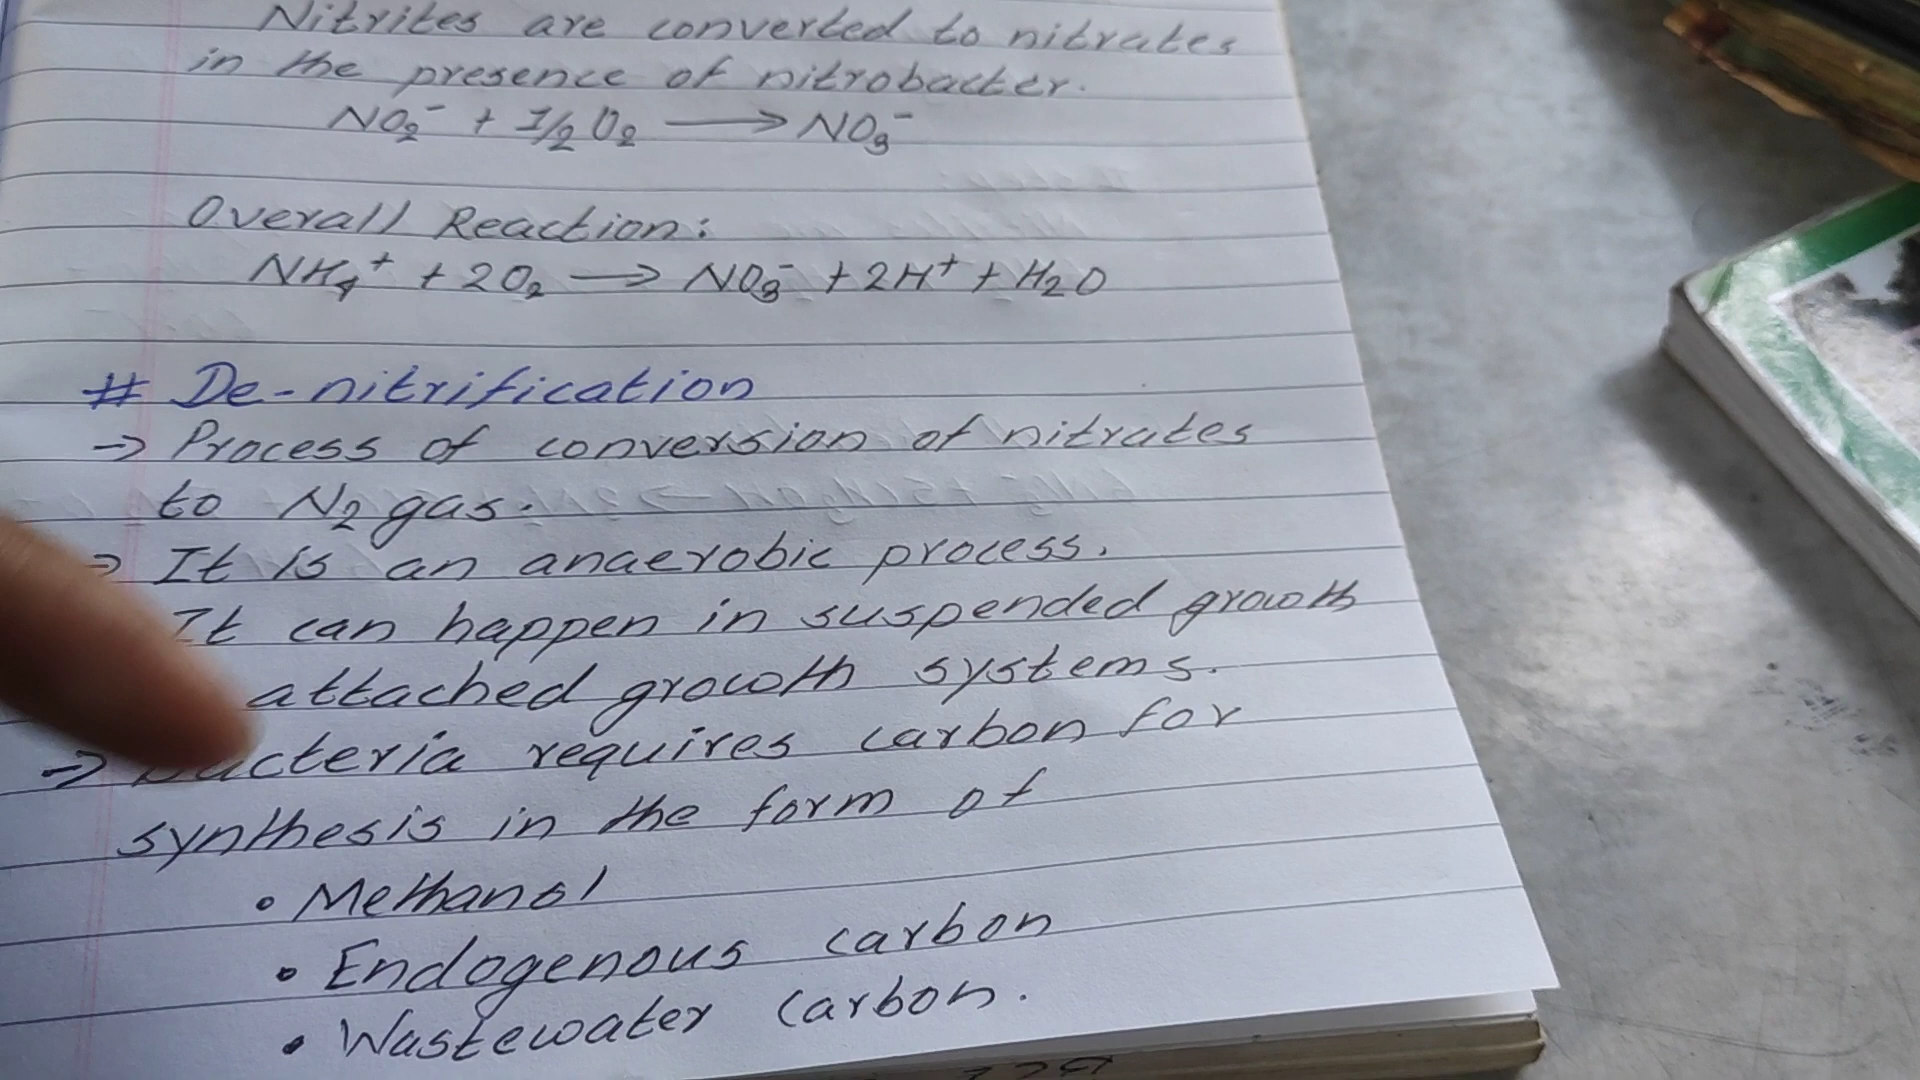 Nitrites are converted to nitrates
in the presence of nitrobacter.
NO₂⁻ + 1/2 O₂ → NO₃⁻
Overall Reaction:
NH₄⁺ + 2O₂ → NO₃⁻ + 2H⁺ + H₂O
# De-nitrification
→ Process of conversion of nitrates
to N₂ gas.
→ It is an anaerobic process.
It can happen in suspended growth
attached growth systems.
→ Bacteria requires carbon for
synthesis in the form of
• Methanol
• Endogenous carbon
• Wastewater carbon.